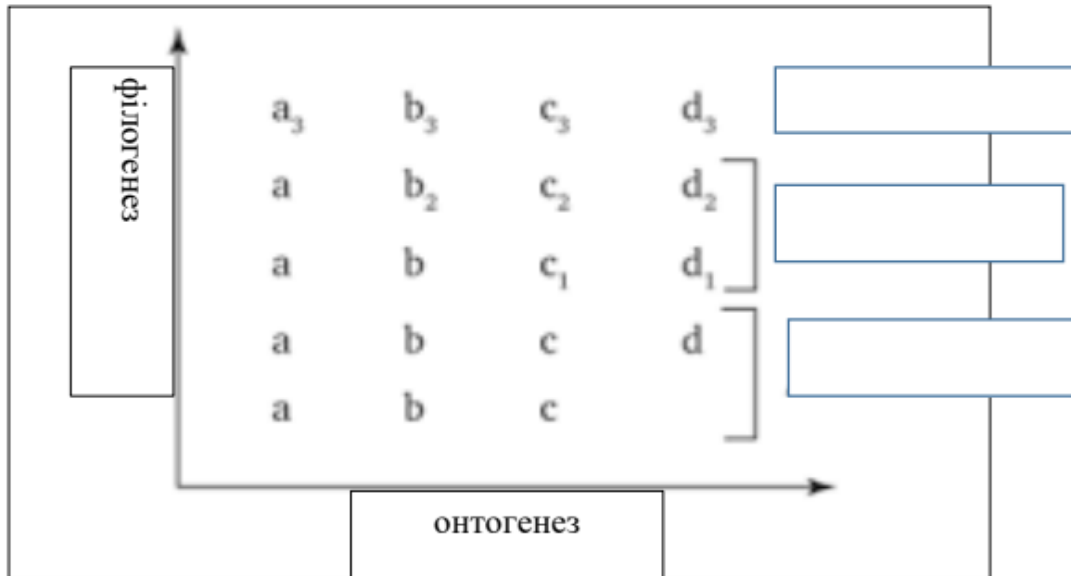 філогенез
a₃ b₃ c₃ d₃
a b₂ c₂ d₂
a b c₁ d₁
a b c d
a b c
онтогенез